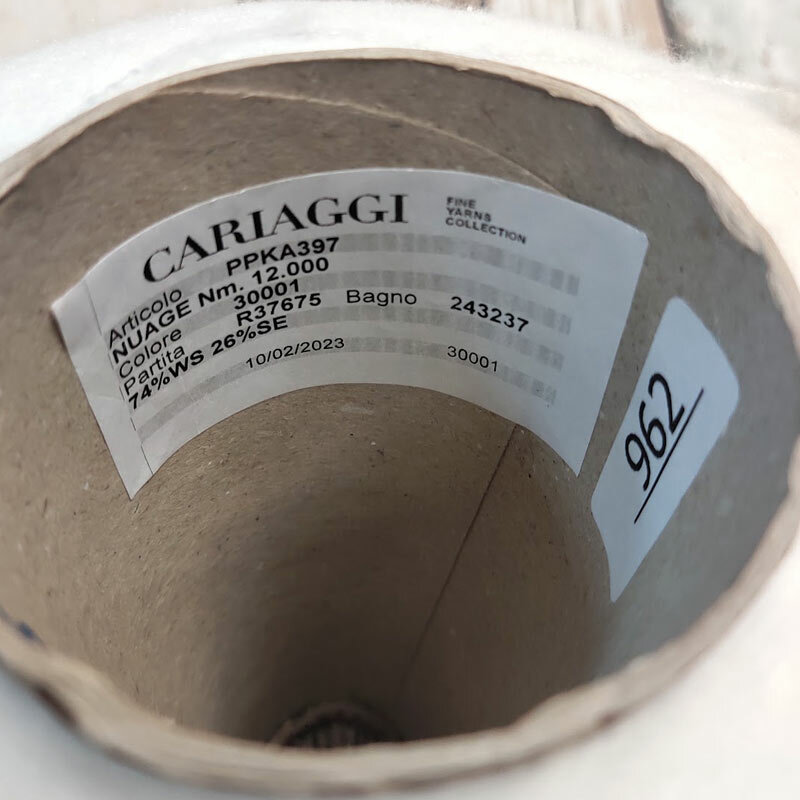 CARIAGGI
FINE
YARNS
COLLECTION
Articolo PPKA397
NUAGE Nm. 12.000
Colore 30001
Partita R37675 Bagno 243237
74%WS 26%SE
10/02/2023 30001
962